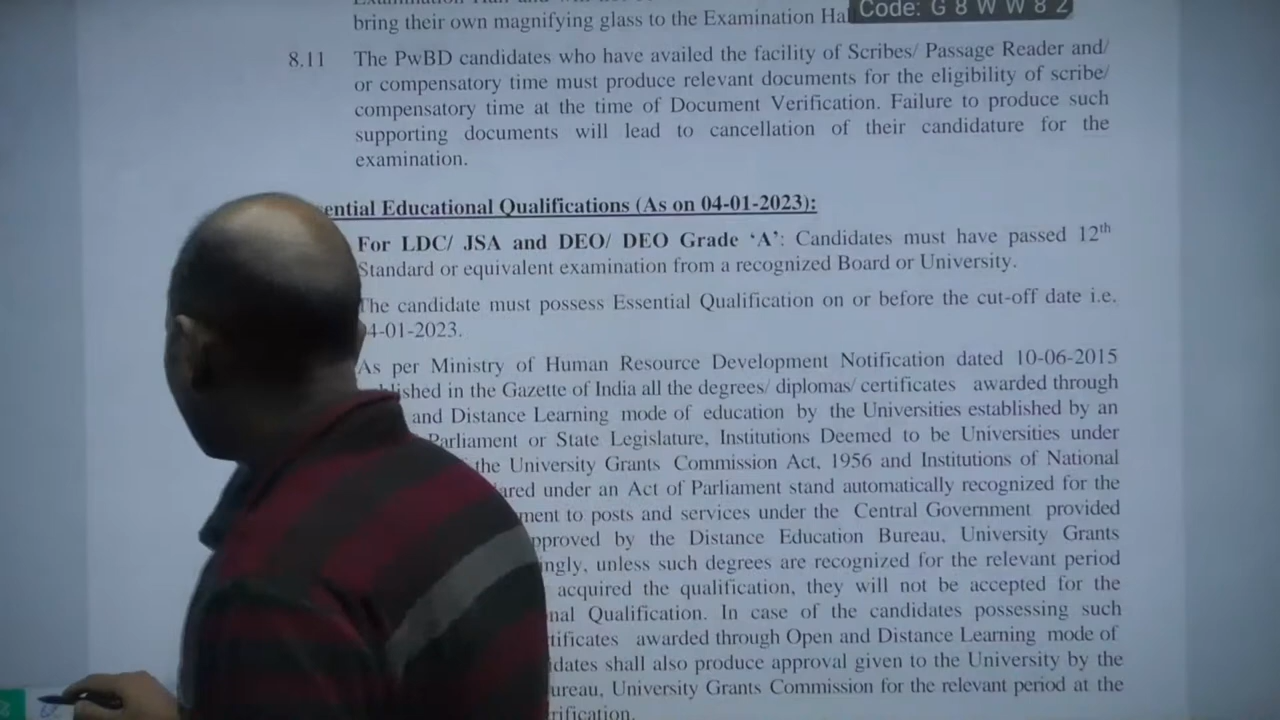 bring their own magnifying glass to the Examination Hal
Code: G 8 W W 8 2
8.11 The PwBD candidates who have availed the facility of Scribes/ Passage Reader and/
or compensatory time must produce relevant documents for the eligibility of scribe/
compensatory time at the time of Document Verification. Failure to produce such
supporting documents will lead to cancellation of their candidature for the
examination.
ential Educational Qualifications (As on 04-01-2023):
For LDC/ JSA and DEO/ DEO Grade ‘A’: Candidates must have passed 12th
Standard or equivalent examination from a recognized Board or University.
The candidate must possess Essential Qualification on or before the cut-off date i.e.
4-01-2023.
As per Ministry of Human Resource Development Notification dated 10-06-2015
lished in the Gazette of India all the degrees/ diplomas/ certificates awarded through
and Distance Learning mode of education by the Universities established by an
Parliament or State Legislature, Institutions Deemed to be Universities under
the University Grants Commission Act, 1956 and Institutions of National
ared under an Act of Parliament stand automatically recognized for the
ment to posts and services under the Central Government provided
pproved by the Distance Education Bureau, University Grants
ingly, unless such degrees are recognized for the relevant period
acquired the qualification, they will not be accepted for the
nal Qualification. In case of the candidates possessing such
tificates awarded through Open and Distance Learning mode of
dates shall also produce approval given to the University by the
ureau, University Grants Commission for the relevant period at the
rification.